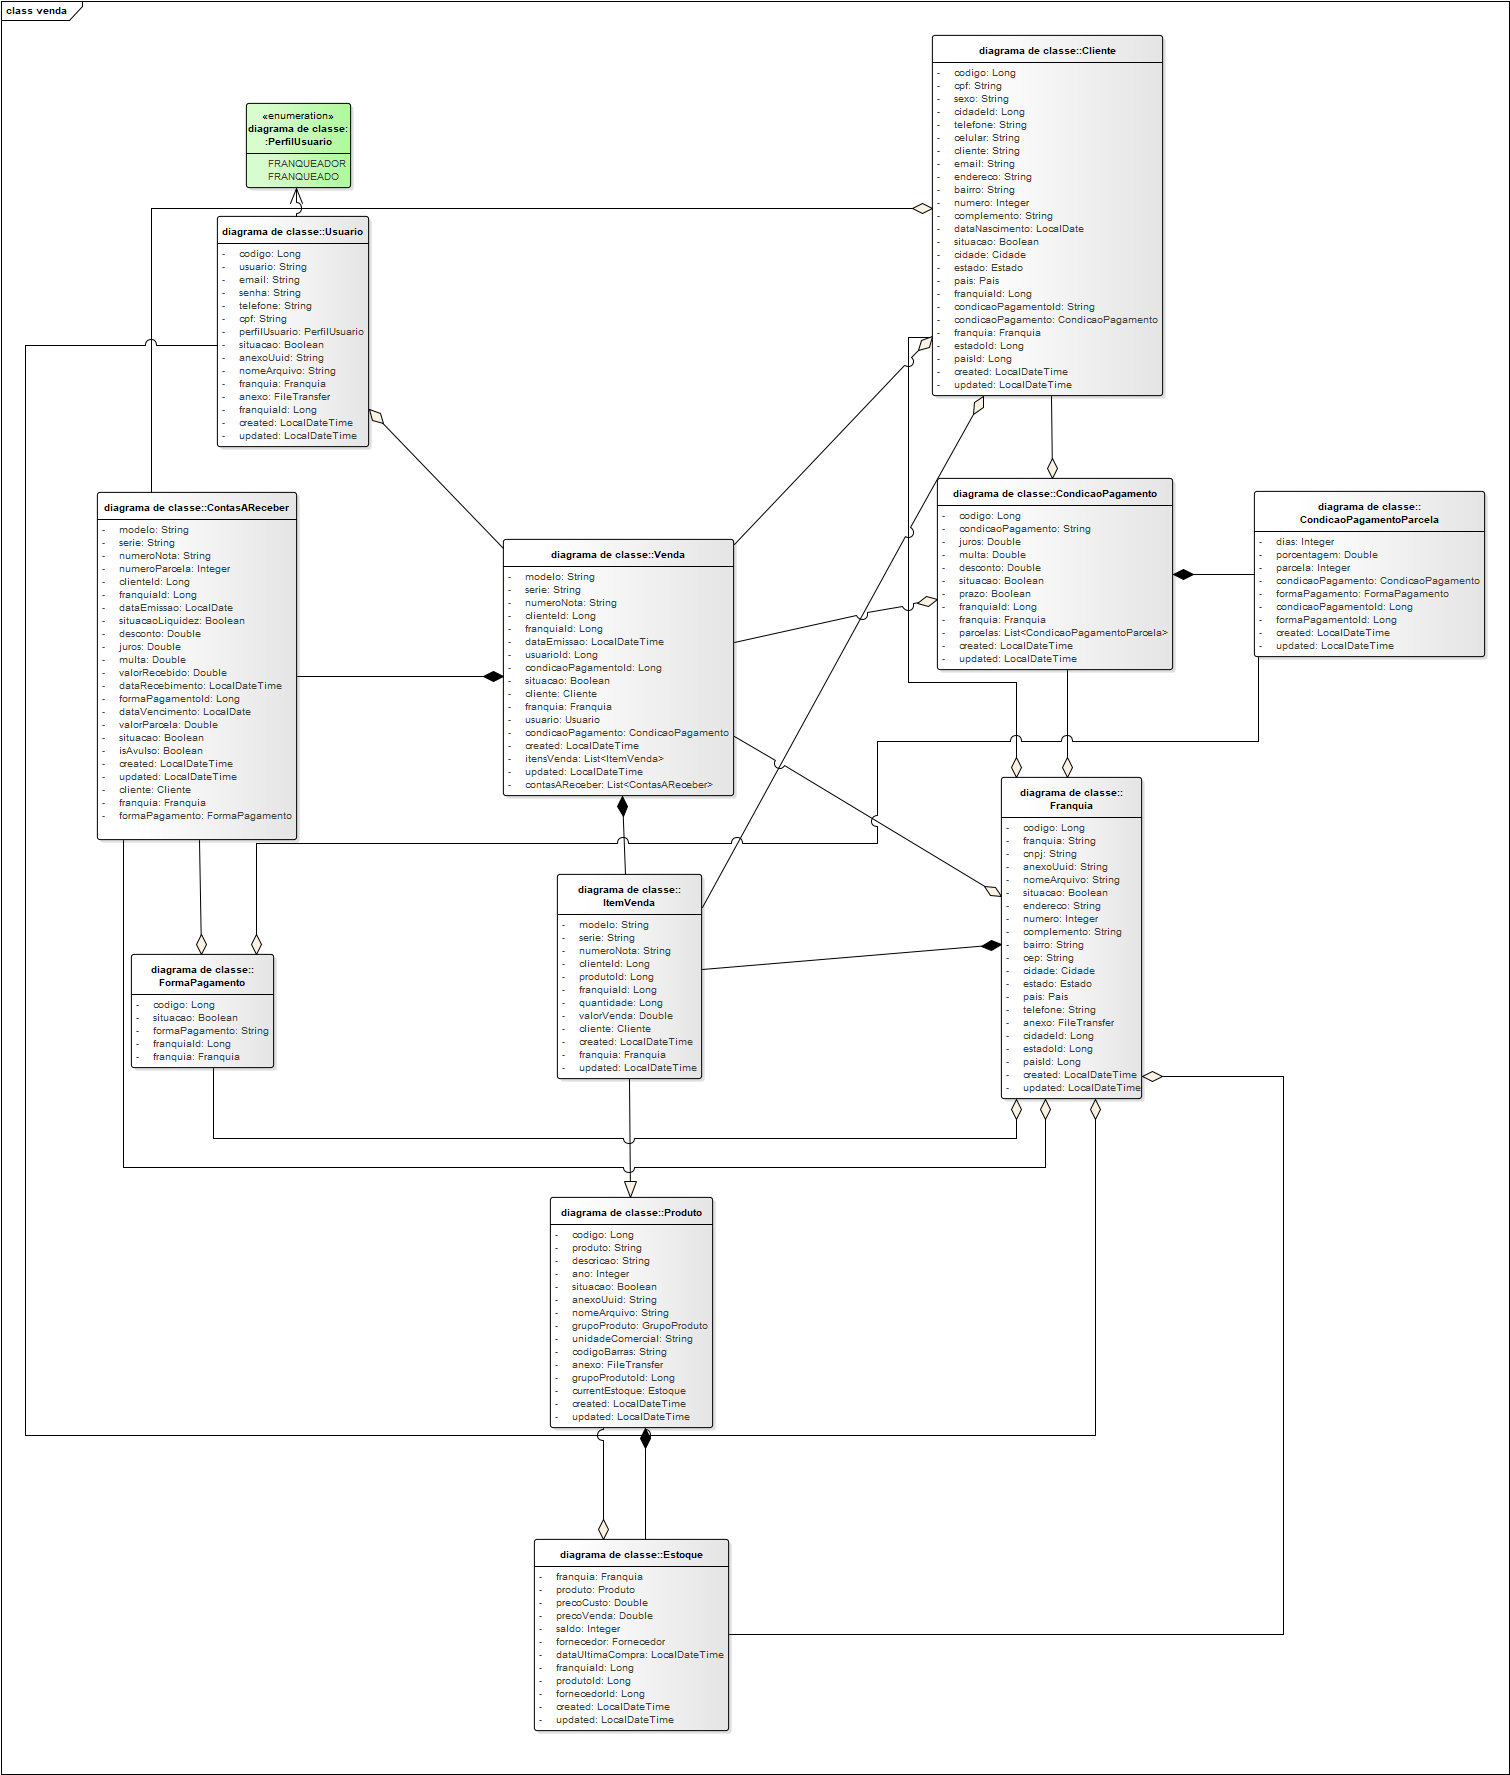 class venda
diagrama de classe::Cliente
- codigo: Long
- cpf: String
- sexo: String
- cidadeId: Long
- telefone: String
- celular: String
- cliente: String
- email: String
- endereco: String
- bairro: String
- numero: Integer
- complemento: String
- dataNascimento: LocalDate
- situacao: Boolean
- cidade: Cidade
- estado: Estado
- pais: Pais
- franquiaId: Long
- condicaoPagamentoId: String
- condicaoPagamento: CondicaoPagamento
- franquia: Franquia
- estadoId: Long
- paisId: Long
- created: LocalDateTime
- updated: LocalDateTime
«enumeration»
diagrama de classe:
:PerfilUsuario
FRANQUEADOR
FRANQUEADO
diagrama de classe::Usuario
- codigo: Long
- usuario: String
- email: String
- senha: String
- telefone: String
- cpf: String
- perfilUsuario: PerfilUsuario
- situacao: Boolean
- anexoUuid: String
- nomeArquivo: String
- franquia: Franquia
- anexo: FileTransfer
- franquiaId: Long
- created: LocalDateTime
- updated: LocalDateTime
diagrama de classe::ContasAReceber
- modelo: String
- serie: String
- numeroNota: String
- numeroParcela: Integer
- clienteId: Long
- franquiaId: Long
- dataEmissao: LocalDate
- situacaoLiquidez: Boolean
- desconto: Double
- juros: Double
- multa: Double
- valorRecebido: Double
- dataRecebimento: LocalDateTime
- formaPagamentoId: Long
- dataVencimento: LocalDate
- valorParcela: Double
- situacao: Boolean
- isAvulso: Boolean
- created: LocalDateTime
- updated: LocalDateTime
- cliente: Cliente
- franquia: Franquia
- formaPagamento: FormaPagamento
diagrama de classe::Venda
- modelo: String
- serie: String
- numeroNota: String
- clienteId: Long
- franquiaId: Long
- dataEmissao: LocalDateTime
- usuarioId: Long
- condicaoPagamentoId: Long
- situacao: Boolean
- cliente: Cliente
- franquia: Franquia
- usuario: Usuario
- condicaoPagamento: CondicaoPagamento
- created: LocalDateTime
- itensVenda: List<ItemVenda>
- updated: LocalDateTime
- contasAReceber: List<ContasAReceber>
diagrama de classe::CondicaoPagamento
- codigo: Long
- condicaoPagamento: String
- juros: Double
- multa: Double
- desconto: Double
- situacao: Boolean
- prazo: Boolean
- franquiaId: Long
- franquia: Franquia
- parcelas: List<CondicaoPagamentoParcela>
- created: LocalDateTime
- updated: LocalDateTime
diagrama de classe::
CondicaoPagamentoParcela
- dias: Integer
- porcentagem: Double
- parcela: Integer
- condicaoPagamento: CondicaoPagamento
- formaPagamento: FormaPagamento
- condicaoPagamentoId: Long
- formaPagamentoId: Long
- created: LocalDateTime
- updated: LocalDateTime
diagrama de classe::
Franquia
- codigo: Long
- franquia: String
- cnpj: String
- anexoUuid: String
- nomeArquivo: String
- situacao: Boolean
- endereco: String
- numero: Integer
- complemento: String
- bairro: String
- cep: String
- cidade: Cidade
- estado: Estado
- pais: Pais
- telefone: String
- anexo: FileTransfer
- cidadeId: Long
- estadoId: Long
- paisId: Long
- created: LocalDateTime
- updated: LocalDateTime
diagrama de classe::
ItemVenda
- modelo: String
- serie: String
- numeroNota: String
- clienteId: Long
- produtoId: Long
- franquiaId: Long
- quantidade: Long
- valorVenda: Double
- cliente: Cliente
- created: LocalDateTime
- franquia: Franquia
- updated: LocalDateTime
diagrama de classe::
FormaPagamento
- codigo: Long
- situacao: Boolean
- formaPagamento: String
- franquiaId: Long
- franquia: Franquia
diagrama de classe::Produto
- codigo: Long
- produto: String
- descricao: String
- ano: Integer
- situacao: Boolean
- anexoUuid: String
- nomeArquivo: String
- grupoProduto: GrupoProduto
- unidadeComercial: String
- codigoBarras: String
- anexo: FileTransfer
- grupoProdutoId: Long
- currentEstoque: Estoque
- created: LocalDateTime
- updated: LocalDateTime
diagrama de classe::Estoque
- franquia: Franquia
- produto: Produto
- precoCusto: Double
- precoVenda: Double
- saldo: Integer
- fornecedor: Fornecedor
- dataUltimaCompra: LocalDateTime
- franquiaId: Long
- produtoId: Long
- fornecedorId: Long
- created: LocalDateTime
- updated: LocalDateTime